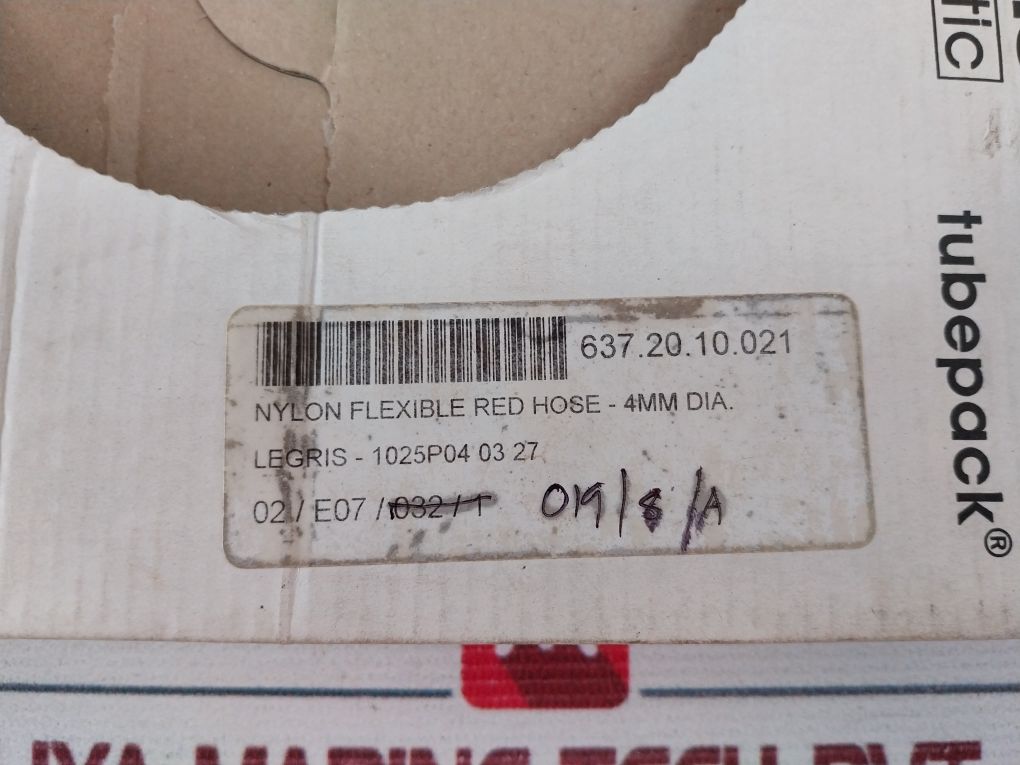 tic
tubepack®
637.20.10.021
NYLON FLEXIBLE RED HOSE - 4MM DIA.
LEGRIS - 1025P04 03 27
02 / E07 / 032 / 1 019/8/A